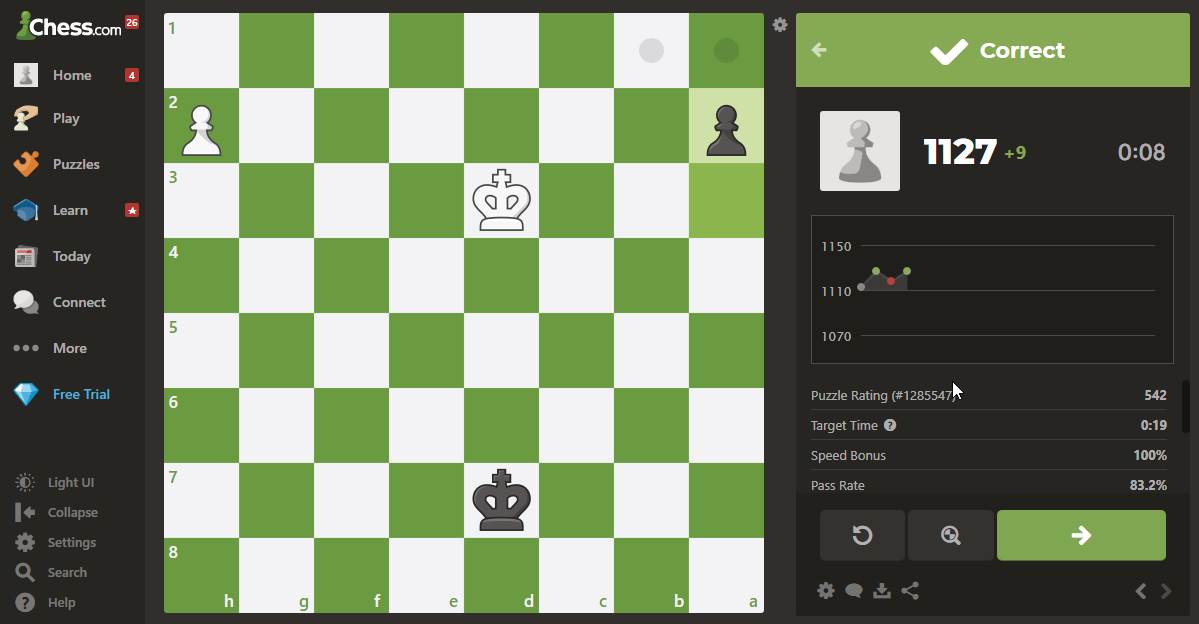 Chess.com 26
Home 4
Play
Puzzles
Learn
Today
Connect
More
Free Trial
Light UI
Collapse
Settings
Search
Help
1
2
3
4
5
6
7
8
h g f e d c b a
Correct
1127 +9 0:08
1150
1110
1070
Puzzle Rating (#1285547) 542
Target Time ? 0:19
Speed Bonus 100%
Pass Rate 83.2%